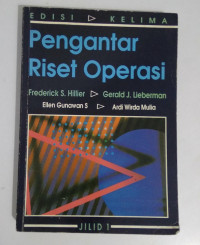 EDISI ▷ KELIMA
Pengantar
Riset Operasi
Frederick S. Hillier ▷ Gerald J. Lieberman
Ellen Gunawan S ▷ Ardi Wirda Mulia
JILID 1